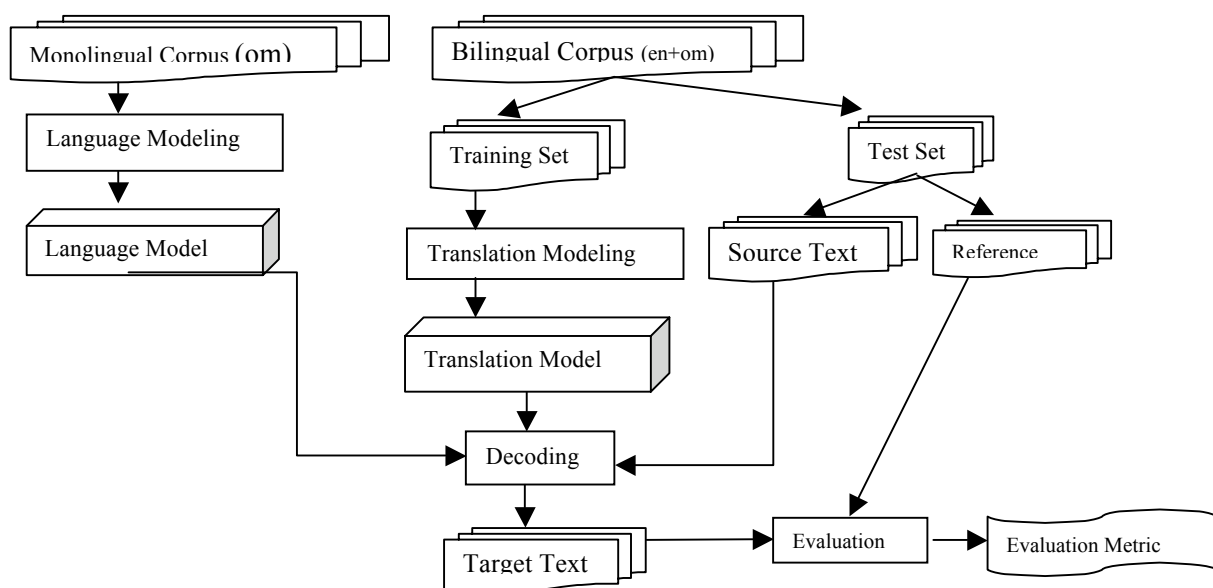 Monolingual Corpus (om)
Bilingual Corpus (en+om)
Language Modeling
Training Set
Test Set
Language Model
Translation Modeling
Source Text
Reference
Translation Model
Decoding
Target Text
Evaluation
Evaluation Metric